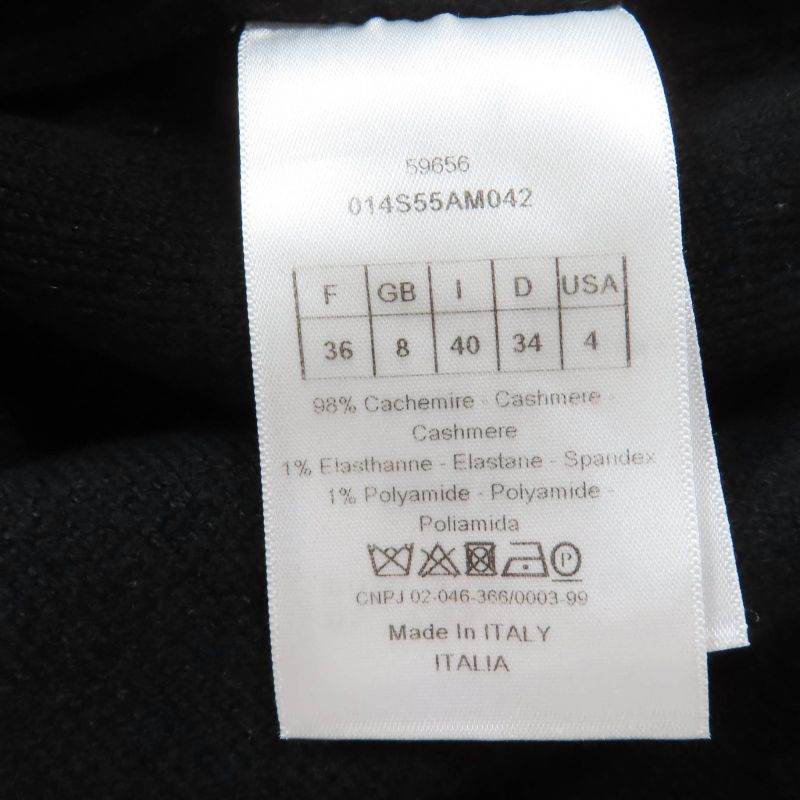 59656
014S55AM042
F GB I D USA
36 8 40 34 4
98% Cachemire - Cashmere -
Cashmere
1% Elasthanne - Elastane - Spandex
1% Polyamide - Polyamide -
Poliamida
P
CNPJ 02-046-366/0003-99
Made In ITALY
ITALIA